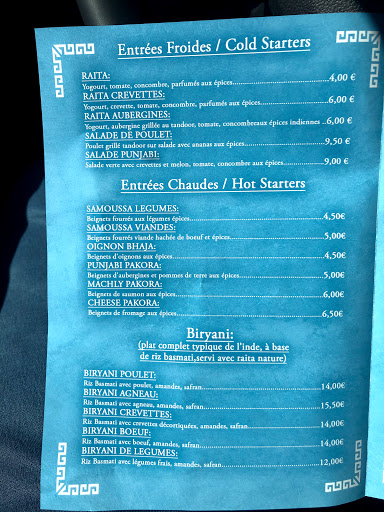 Entrées Froides / Cold Starters
RAITA:
Yogourt, tomate, concombre, parfumés aux épices.....................................4,00 €
RAITA CREVETTES:
Yogourt, crevette, tomate, concombre, parfumés aux épices.........................6,00 €
RAITA AUBERGINES:
Yogourt, aubergine grillée au tandoor, tomate, concombreaux épices indiennes ..6,00€
SALADE DE POULET:
Poulet grillé tandoor sur salade avec ananas aux épices..............................9,50 €
SALADE PUNJABI:
Salade verte avec crevettes et melon, tomate, concomber aux épices................9,00 €
Entrées Chaudes / Hot Starters
SAMOUSSA LEGUMES:
Beignets fourrés aux légumes épices....................................................4,50€
SAMOUSSA VIANDES:
Beignets fourrés viande hachée de boeuf et épices....................................5,00€
OIGNON BHAJA:
Beignets d'oignons aux épices............................................................4,50€
PUNJABI PAKORA:
Beignets d'aubergines et pommes de terre aux épices.................................5,00€
MACHLY PAKORA:
Beignets de saumon aux épices..........................................................6,00€
CHEESE PAKORA:
Beignets de fromage aux épices..........................................................6,50€
Biryani:
(plat complet typique de l'inde, à base
de riz basmati,servi avec raita nature)
BIRYANI POULET:
Riz Basmati avec poulet, amandes, safran..............................................14,00€
BIRYANI AGNEAU:
Riz Basmati avec agneau, amandes, safran.............................................15,50€
BIRYANI CREVETTES:
Riz Basmati avec crevettes décortiquées, amandes, safran...........................14,00€
BIRYANI BOEUF:
Riz Basmati avec boeuf, amandes, safran...............................................14,00€
BIRYANI DE LEGUMES:
Riz Basmati avec légumes frais, amandes, safran......................................12,00€